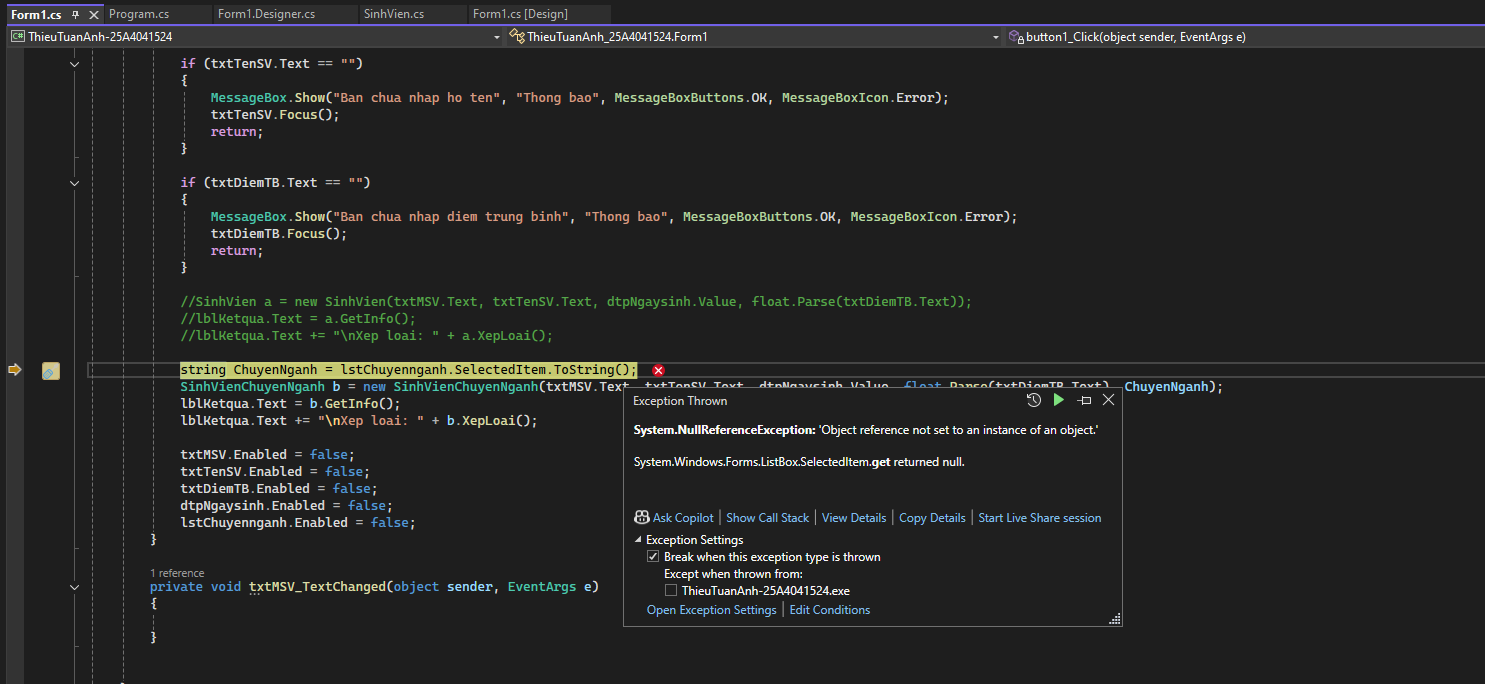 Form1.cs Program.cs Form1.Designer.cs SinhVien.cs Form1.cs [Design]
C# ThieuTuanAnh-25A4041524 ThieuTuanAnh_25A4041524.Form1 button1_Click(object sender, EventArgs e)
if (txtTenSV.Text == "")
{
MessageBox.Show("Ban chua nhap ho ten", "Thong bao", MessageBoxButtons.OK, MessageBoxIcon.Error);
txtTenSV.Focus();
return;
}
if (txtDiemTB.Text == "")
{
MessageBox.Show("Ban chua nhap diem trung binh", "Thong bao", MessageBoxButtons.OK, MessageBoxIcon.Error);
txtDiemTB.Focus();
return;
}
//SinhVien a = new SinhVien(txtMSV.Text, txtTenSV.Text, dtpNgaysinh.Value, float.Parse(txtDiemTB.Text));
//lblKetqua.Text = a.GetInfo();
//lblKetqua.Text += "\nXep loai: " + a.XepLoai();
string ChuyenNganh = lstChuyennganh.SelectedItem.ToString();
SinhVienChuyenNganh b = new SinhVienChuyenNganh(txtMSV.Text, txtTenSV.Text, dtpNgaysinh.Value, float.Parse(txtDiemTB.Text), ChuyenNganh);
lblKetqua.Text = b.GetInfo();
lblKetqua.Text += "\nXep loai: " + b.XepLoai();
txtMSV.Enabled = false;
txtTenSV.Enabled = false;
txtDiemTB.Enabled = false;
dtpNgaysinh.Enabled = false;
lstChuyennganh.Enabled = false;
}
1 reference
private void txtMSV_TextChanged(object sender, EventArgs e)
{
}
Exception Thrown
System.NullReferenceException: 'Object reference not set to an instance of an object.'
System.Windows.Forms.ListBox.SelectedItem.get returned null.
Ask Copilot | Show Call Stack | View Details | Copy Details | Start Live Share session
Exception Settings
Break when this exception type is thrown
Except when thrown from:
ThieuTuanAnh-25A4041524.exe
Open Exception Settings | Edit Conditions